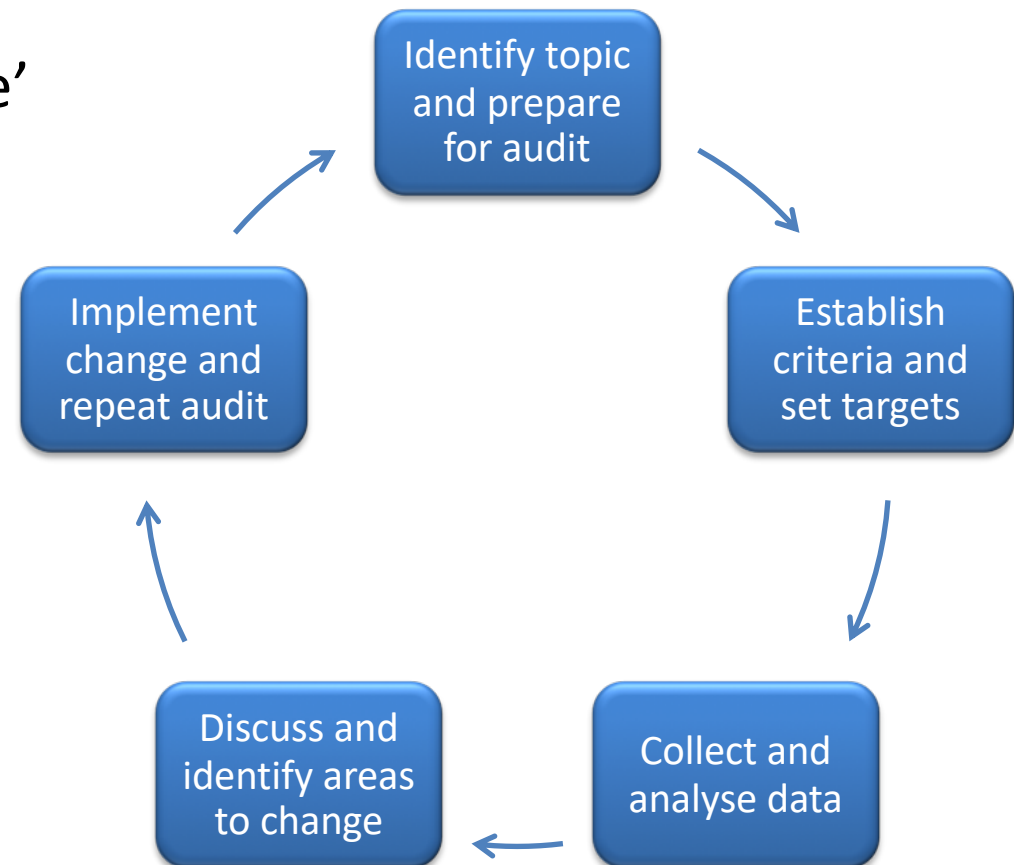 e’
Identify topic
and prepare
for audit
Establish
criteria and
set targets
Collect and
analyse data
Discuss and
identify areas
to change
Implement
change and
repeat audit